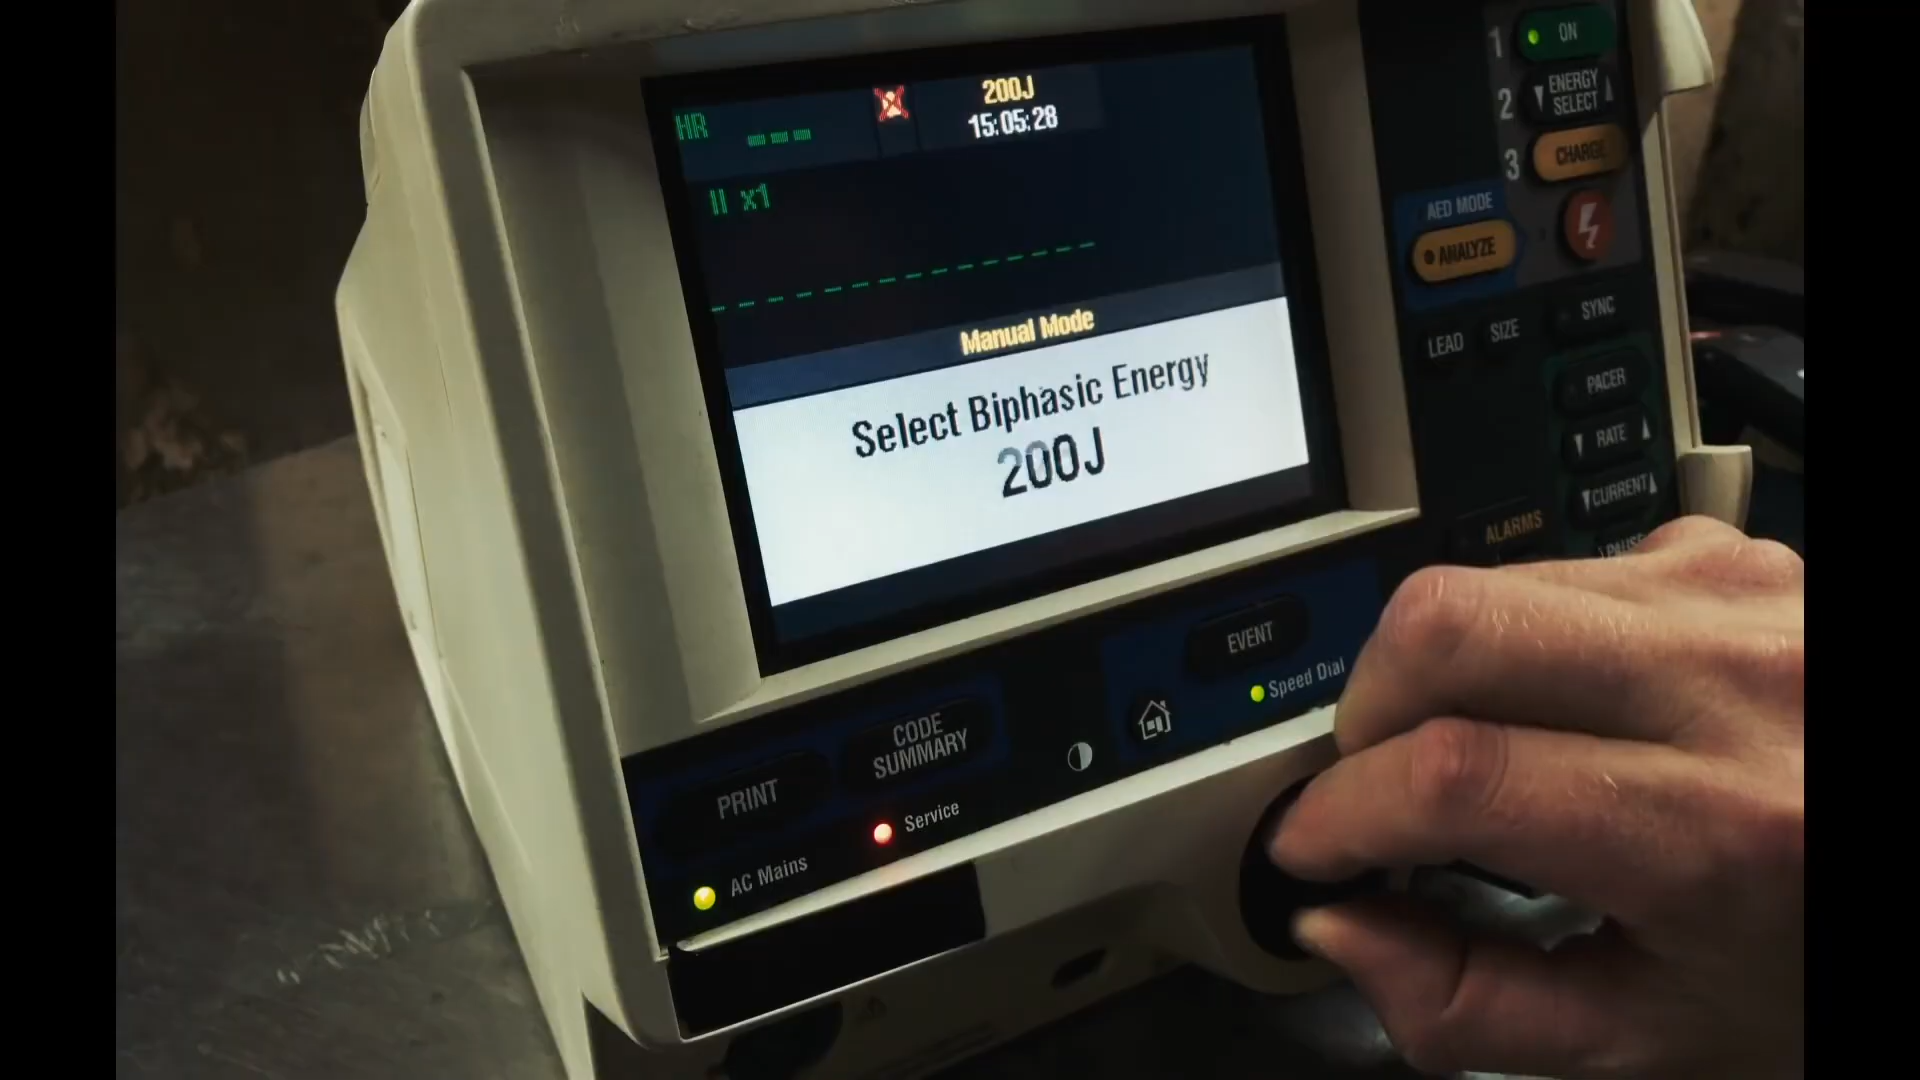 HR
200J
15:05:28
II x1
Manual Mode
Select Biphasic Energy
200J
1 ON
2 ENERGY SELECT
3 CHARGE
AED MODE
ANALYZE
SYNC
LEAD
SIZE
PACER
RATE
CURRENT
ALARMS
PAUSE
EVENT
Speed Dial
CODE
SUMMARY
PRINT
Service
AC Mains